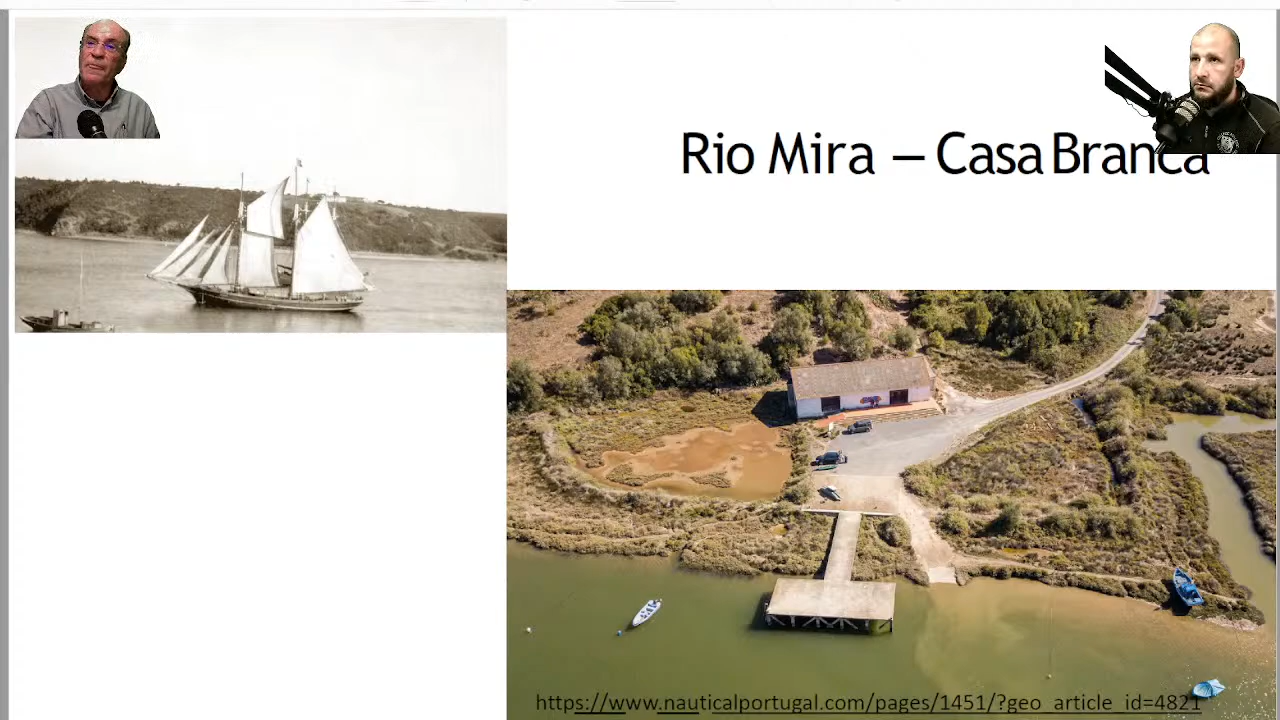 Rio Mira – Casa Branca
https://www.nauticalportugal.com/pages/1451/?geo_article_id=4821